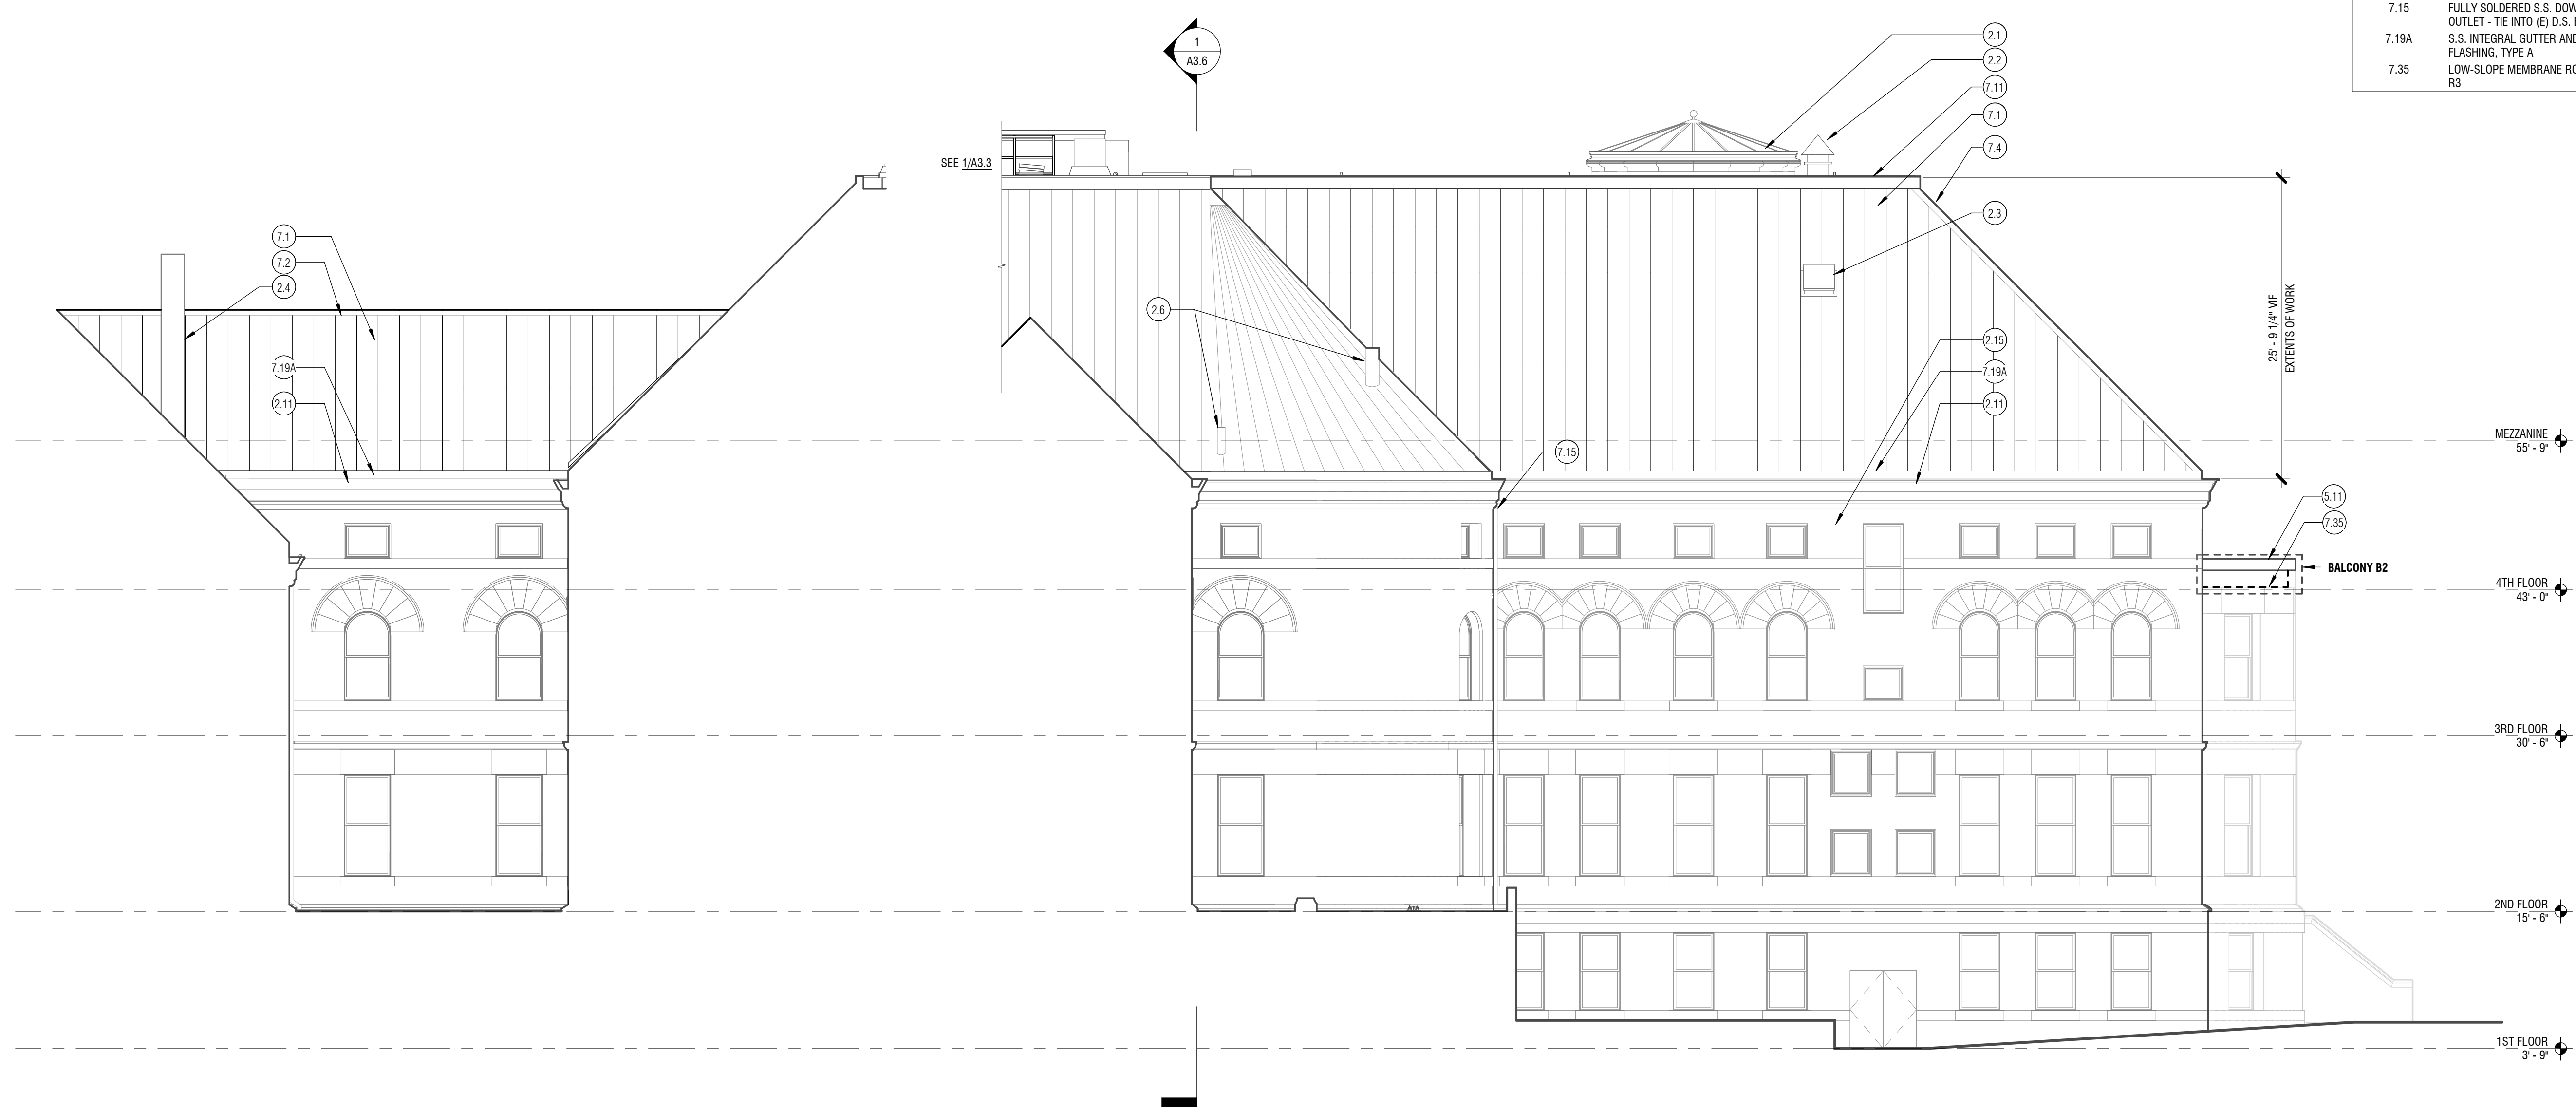 7.15 FULLY SOLDERED S.S.
OUTLET - TIE INTO (E) D.S.
7.19A S.S. INTEGRAL GUTTER
FLASHING, TYPE A
7.35 LOW-SLOPE MEMBRANE
R3
1
A3.6
SEE 1/A3.3
2.1
2.2
7.11
7.1
7.4
2.3
7.1
7.2
2.4
7.19A
2.11
2.6
2.15
7.19A
2.11
7.15
25' - 9 1/4" VIF
EXTENTS OF WORK
5.11
7.35
BALCONY B2
MEZZANINE
55' - 9"
4TH FLOOR
43' - 0"
3RD FLOOR
30' - 6"
2ND FLOOR
15' - 6"
1ST FLOOR
3' - 9"